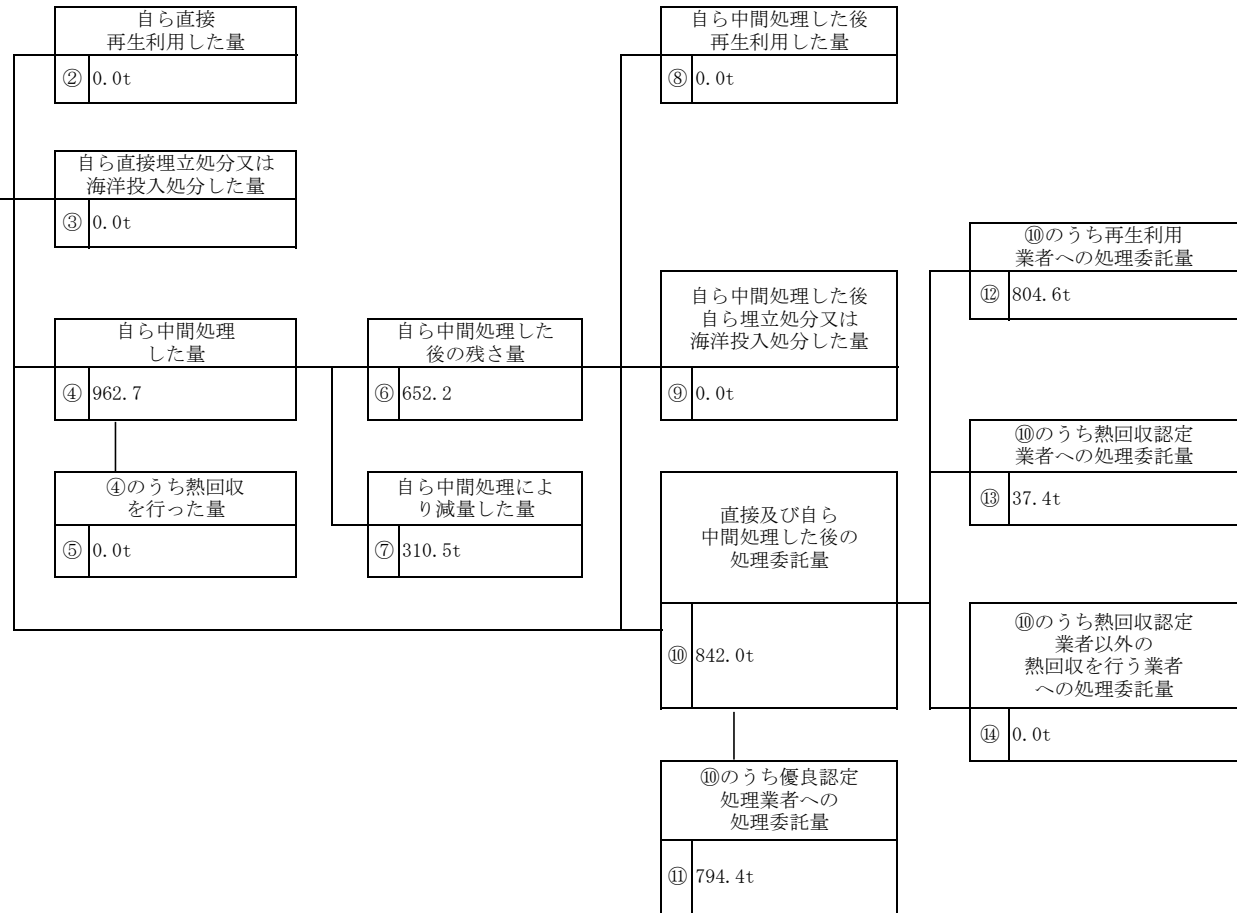 自ら直接
再生利用した量
② 0.0t
自ら直接埋立処分又は
海洋投入処分した量
③ 0.0t
自ら中間処理
した量
④ 962.7
④のうち熱回収
を行った量
⑤ 0.0t
自ら中間処理した
後の残さ量
⑥ 652.2
自ら中間処理によ
り減量した量
⑦ 310.5t
自ら中間処理した後
再生利用した量
⑧ 0.0t
自ら中間処理した後
自ら埋立処分又は
海洋投入処分した量
⑨ 0.0t
直接及び自ら
中間処理した後の
処理委託量
⑩ 842.0t
⑩のうち優良認定
処理業者への
処理委託量
⑪ 794.4t
⑩のうち再生利用
業者への処理委託量
⑫ 804.6t
⑩のうち熱回収認定
業者への処理委託量
⑬ 37.4t
⑩のうち熱回収認定
業者以外の
熱回収を行う業者
への処理委託量
⑭ 0.0t